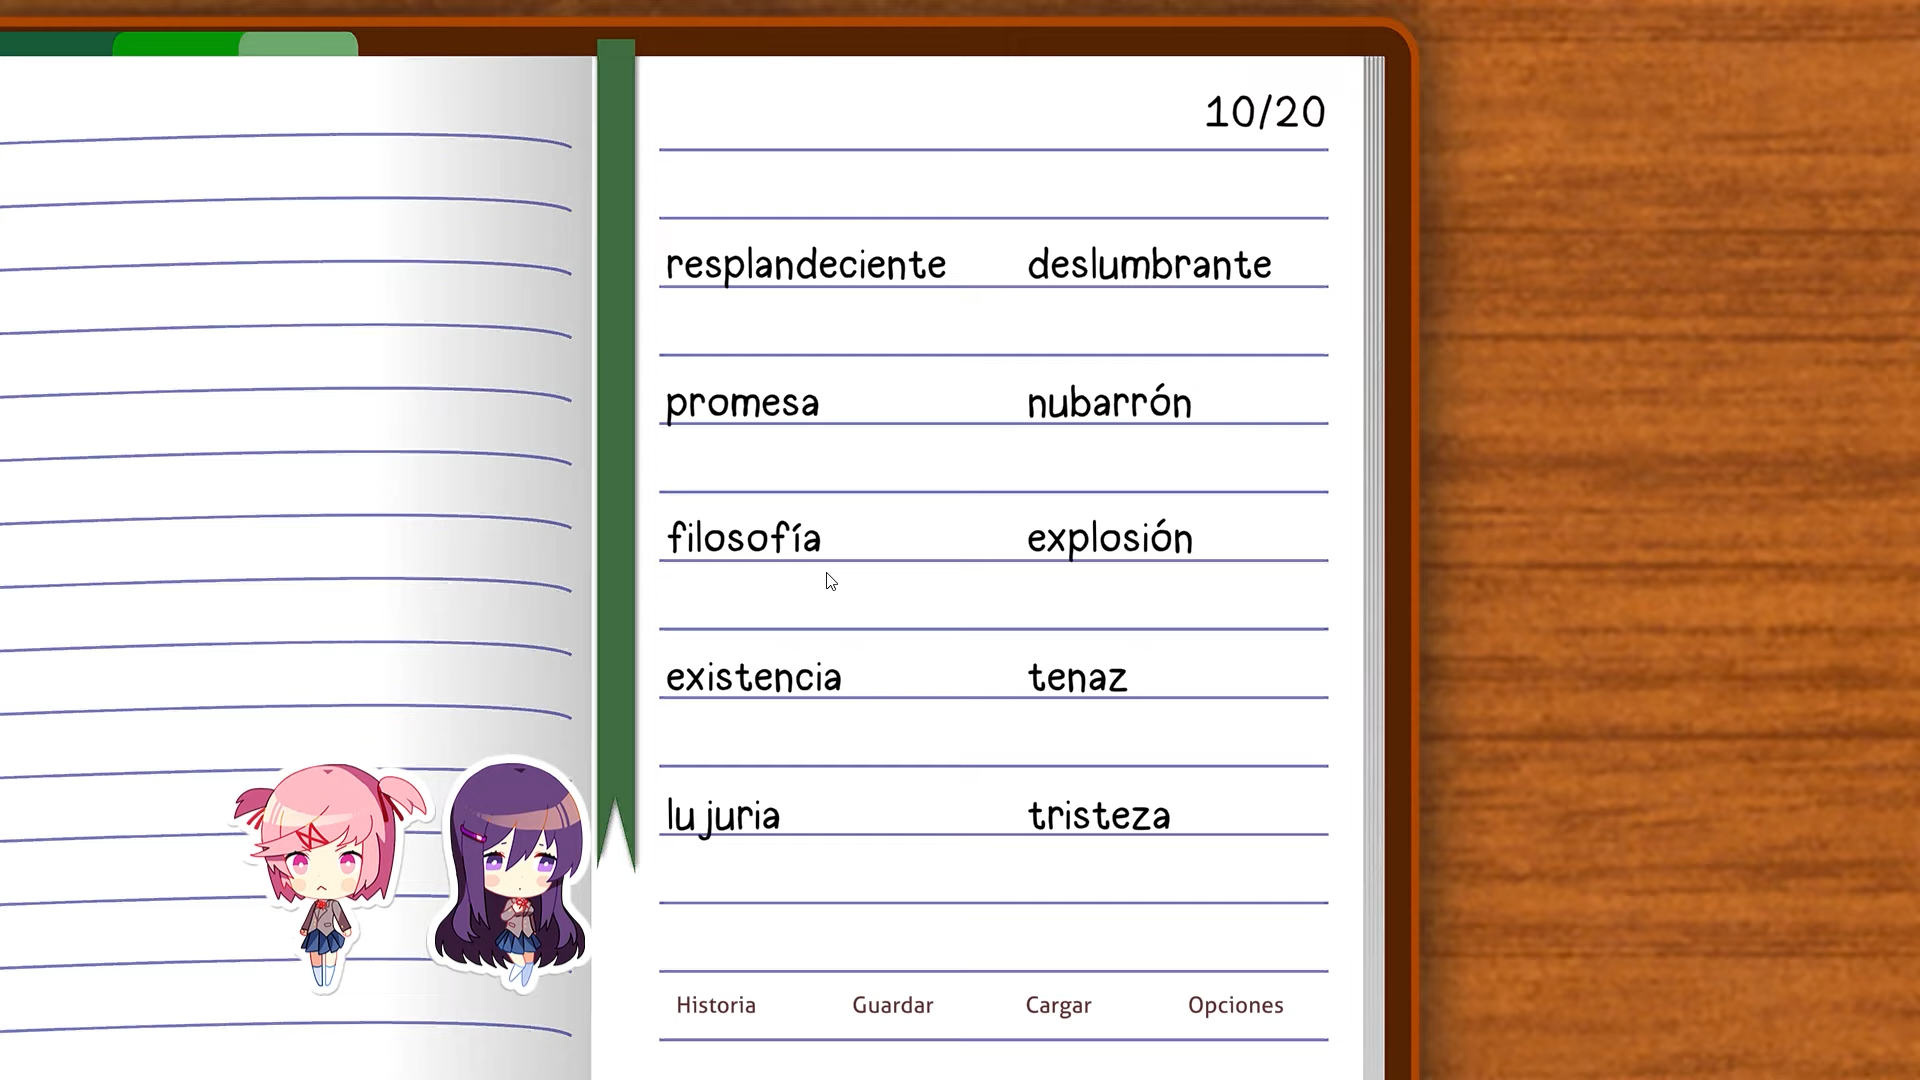 10/20
resplandeciente deslumbrante
promesa nubarrón
filosofía explosión
existencia tenaz
lujuria tristeza
Historia Guardar Cargar Opciones